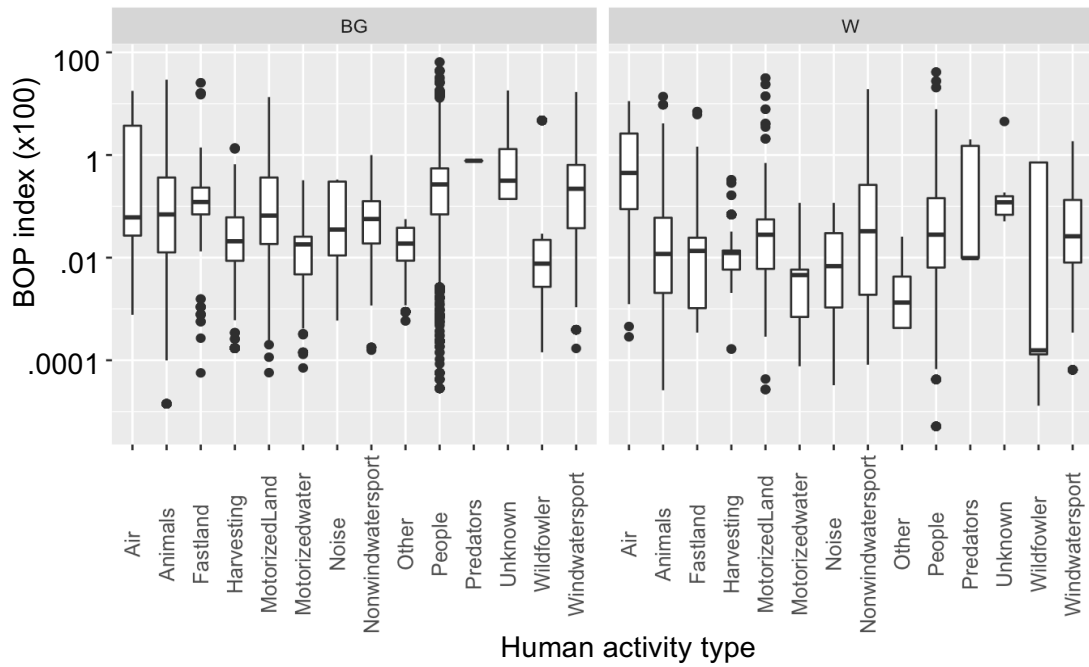 BG
W
BOP index (x100)
100
1
.01
.0001
Air
Animals
Fastland
Harvesting
MotorizedLand
Motorizedwater
Noise
Nonwindwatersport
Other
People
Predators
Unknown
Wildfowler
Windwatersport
Air
Animals
Fastland
Harvesting
MotorizedLand
Motorizedwater
Noise
Nonwindwatersport
Other
People
Predators
Unknown
Wildfowler
Windwatersport
Human activity type